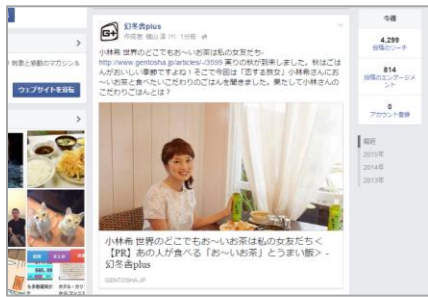 幻冬舎plus
小林希 世界のどこでもお〜いお茶は私の女友だち-
http://www.gentosha.jp/articles/-/3599 実りの秋が到来しました。秋はごは
んがおいしい季節ですよね！そこで今回は「恋する旅女」小林希さんにお
〜いお茶と食べたいこだわりのごはんを聞きました。果たして小林さんの
こだわりごはんとは？
小林希 世界のどこでもお〜いお茶は私の女友だち＜
【PR】あの人が食べる「お〜いお茶」とうまい飯＞ -
幻冬舎plus
GENTOSHA.JP
ウェブサイトを宣伝
今週
4,299
投稿のリーチ
814
投稿のエンゲージメ
ント
0
アカウント登録
最近
2015年
2014年
2013年